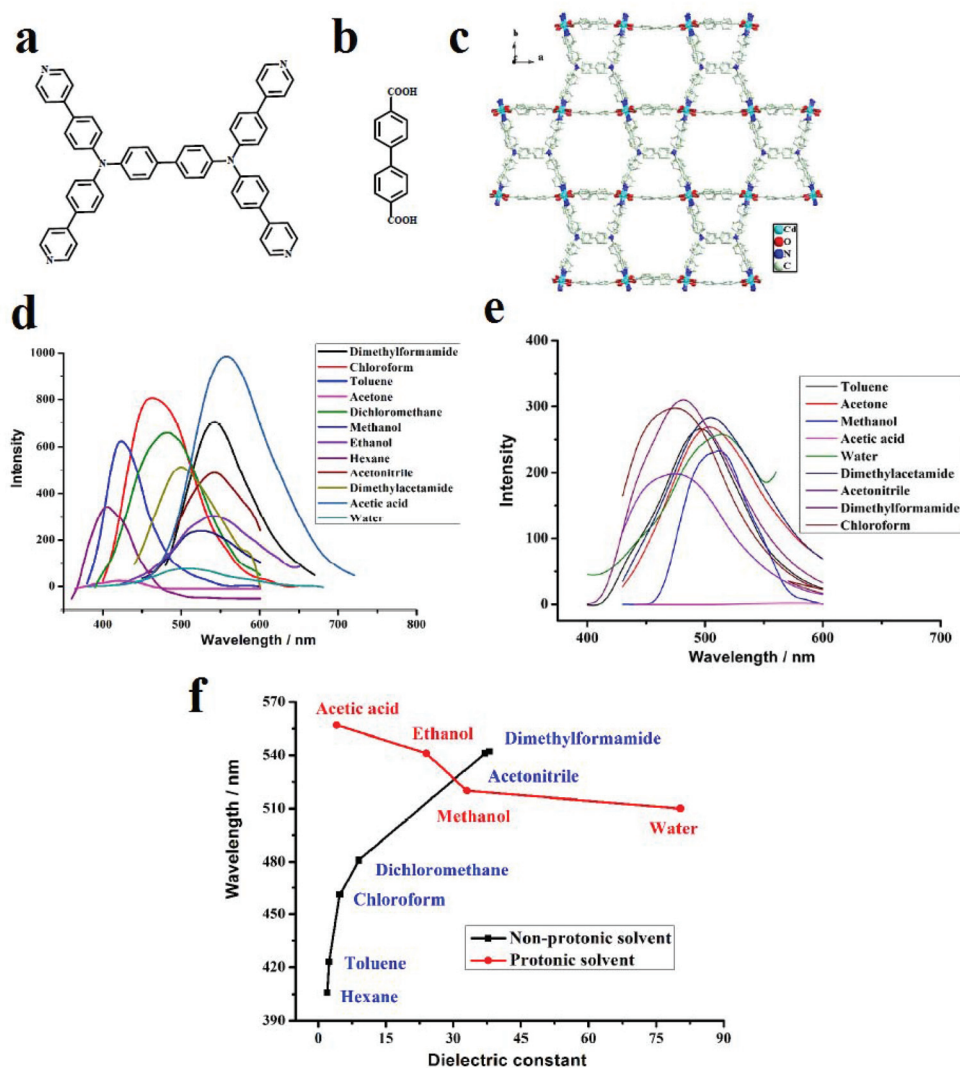 a
N
N
N
N
N
N
b
COOH
COOH
c
b
a
Cd
O
N
C
d
Intensity
1000
800
600
400
200
0
400
500
600
700
800
Wavelength / nm
Dimethylformamide
Chloroform
Toluene
Acetone
Dichloromethane
Methanol
Ethanol
Hexane
Acetonitrile
Dimethylacetamide
Acetic acid
Water
e
Intensity
400
300
200
100
0
400
500
600
700
Wavelength / nm
Toluene
Acetone
Methanol
Acetic acid
Water
Dimethylacetamide
Acetonitrile
Dimethylformamide
Chloroform
f
Wavelength / nm
570
540
510
480
450
420
390
0
15
30
45
60
75
90
Dielectric constant
Acetic acid
Ethanol
Dimethylformamide
Acetonitrile
Methanol
Water
Dichloromethane
Chloroform
Toluene
Hexane
Non-protonic solvent
Protonic solvent